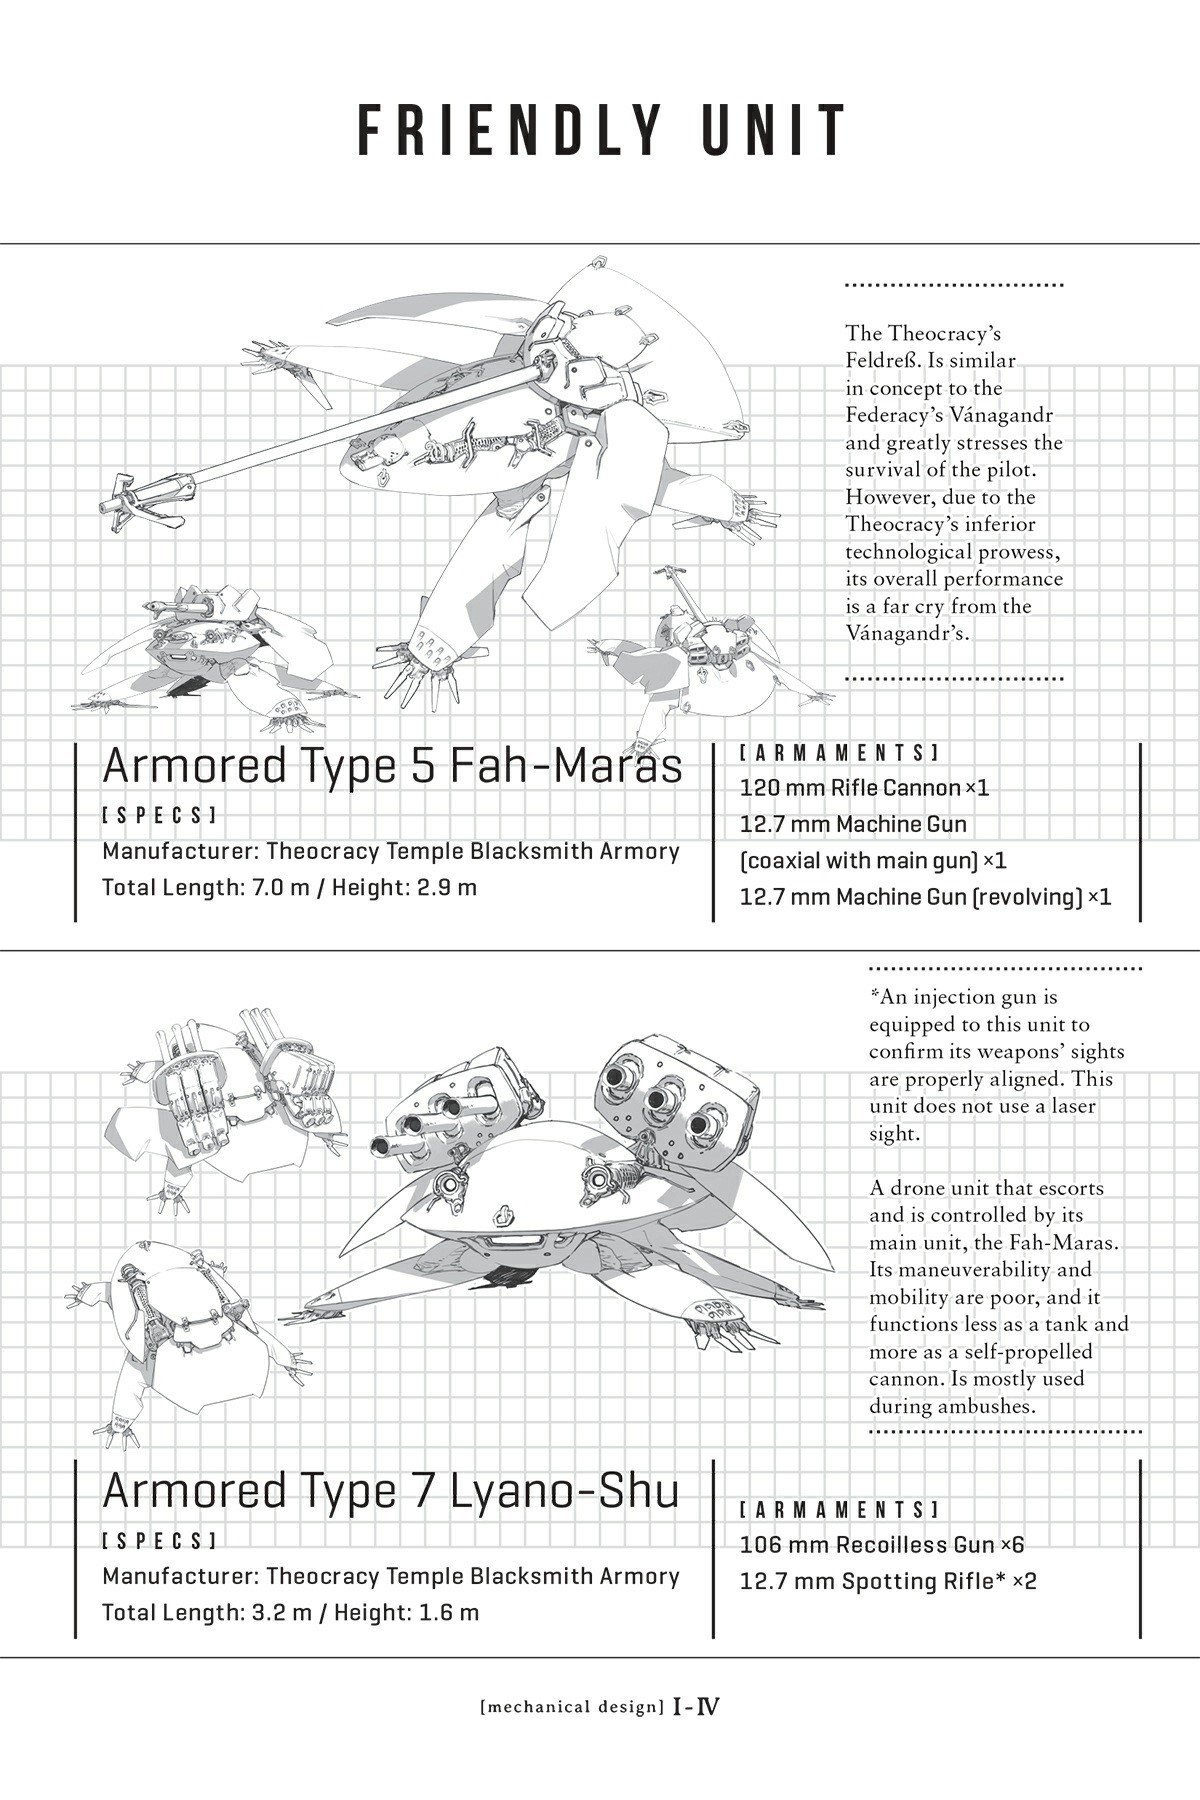 FRIENDLY UNIT
The Theocracy's
Feldreß. Is similar
in concept to the
Federacy's Vánagandr
and greatly stresses the
survival of the pilot.
However, due to the
Theocracy's inferior
technological prowess,
its overall performance
is a far cry from the
Vánagandr's.
Armored Type 5 Fah-Maras
[SPECS]
Manufacturer: Theocracy Temple Blacksmith Armory
Total Length: 7.0 m / Height: 2.9 m
[ARMAMENTS]
120 mm Rifle Cannon ×1
12.7 mm Machine Gun
(coaxial with main gun) ×1
12.7 mm Machine Gun (revolving) ×1
*An injection gun is
equipped to this unit to
confirm its weapons' sights
are properly aligned. This
unit does not use a laser
sight.
A drone unit that escorts
and is controlled by its
main unit, the Fah-Maras.
Its maneuverability and
mobility are poor, and it
functions less as a tank and
more as a self-propelled
cannon. Is mostly used
during ambushes.
Armored Type 7 Lyano-Shu
[SPECS]
Manufacturer: Theocracy Temple Blacksmith Armory
Total Length: 3.2 m / Height: 1.6 m
[ARMAMENTS]
106 mm Recoilless Gun ×6
12.7 mm Spotting Rifle* ×2
[mechanical design] I-IV